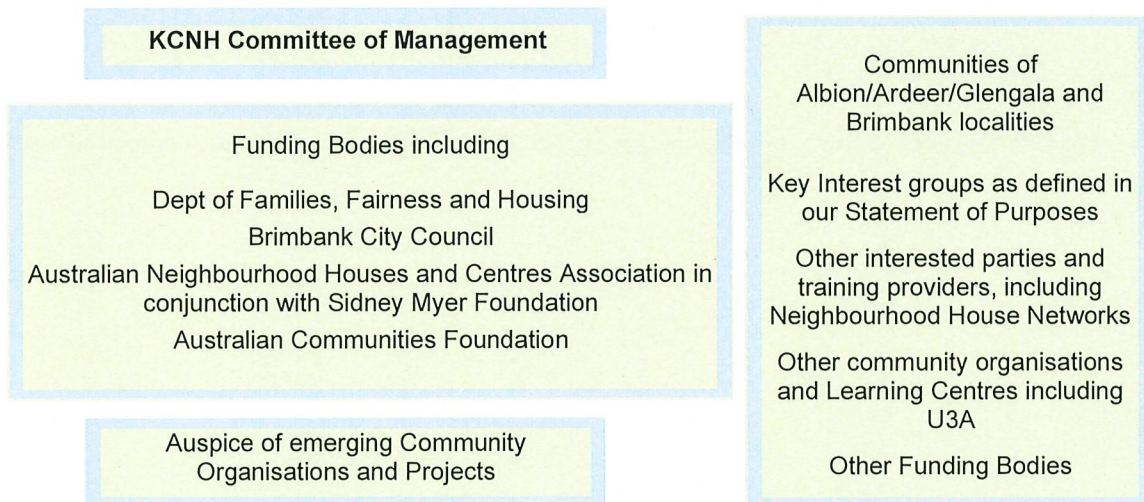 KCNH Committee of Management
Funding Bodies including
Dept of Families, Fairness and Housing
Brimbank City Council
Australian Neighbourhood Houses and Centres Association in
conjunction with Sidney Myer Foundation
Australian Communities Foundation
Auspice of emerging Community
Organisations and Projects
Communities of
Albion/Ardeer/Glengala and
Brimbank localities
Key Interest groups as defined in
our Statement of Purposes
Other interested parties and
training providers, including
Neighbourhood House Networks
Other community organisations
and Learning Centres including
U3A
Other Funding Bodies